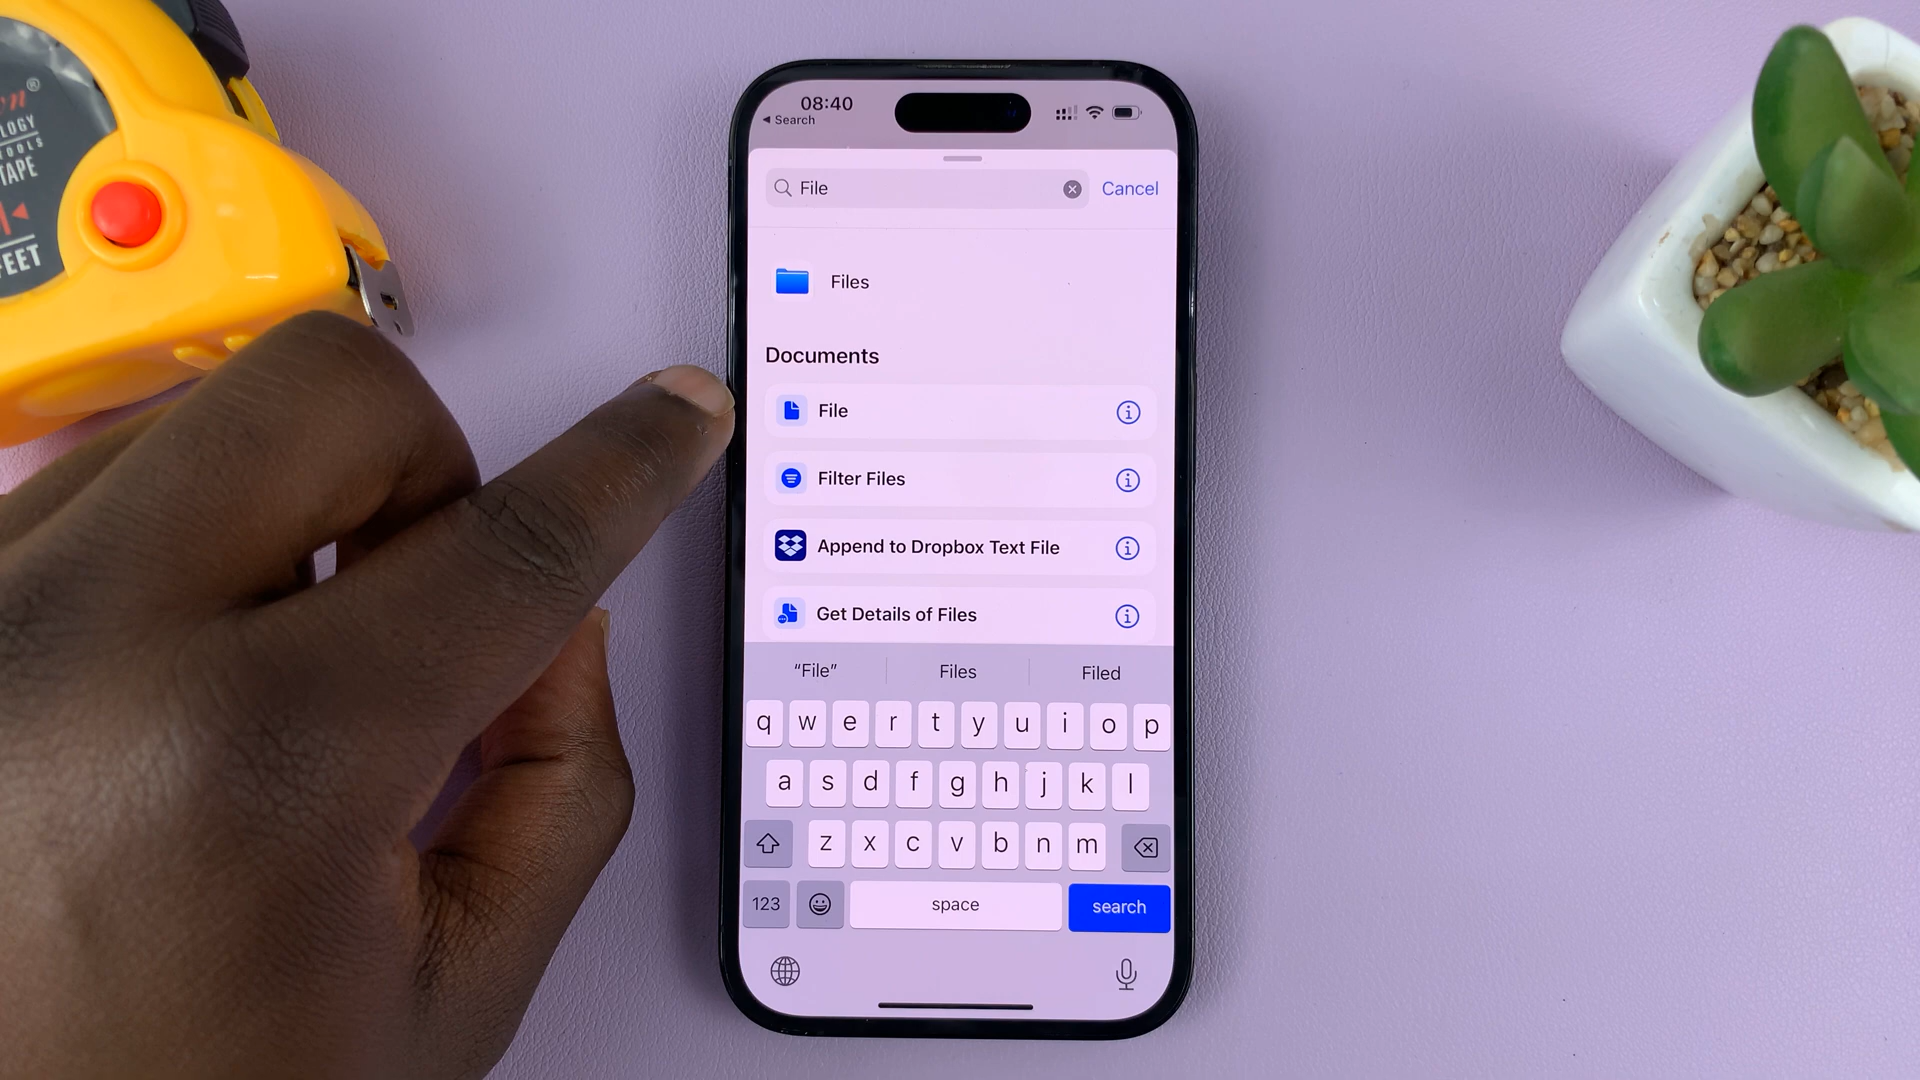 LOGY
TOOLS
TAPE
FEET
08:40
Search
File
Cancel
Files
Documents
File
Filter Files
Append to Dropbox Text File
Get Details of Files
“File”
Files
Filed
q w e r t y u i o p
a s d f g h j k l
z x c v b n m
123
space
search